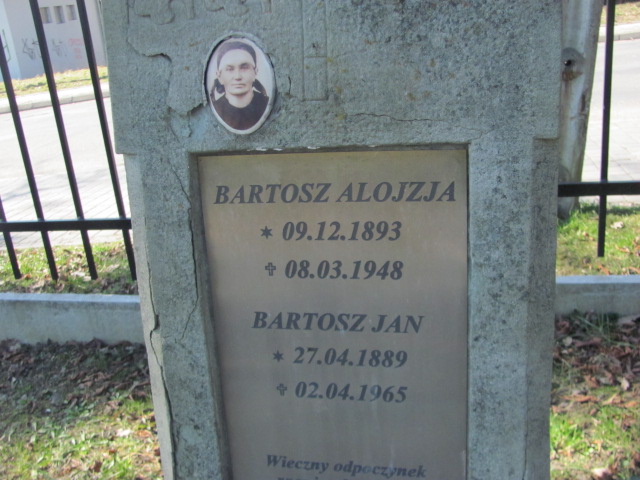 BARTOSZ ALOJZJA
* 09.12.1893
✝ 08.03.1948
BARTOSZ JAN
* 27.04.1889
✝ 02.04.1965
Wieczny odpoczynek